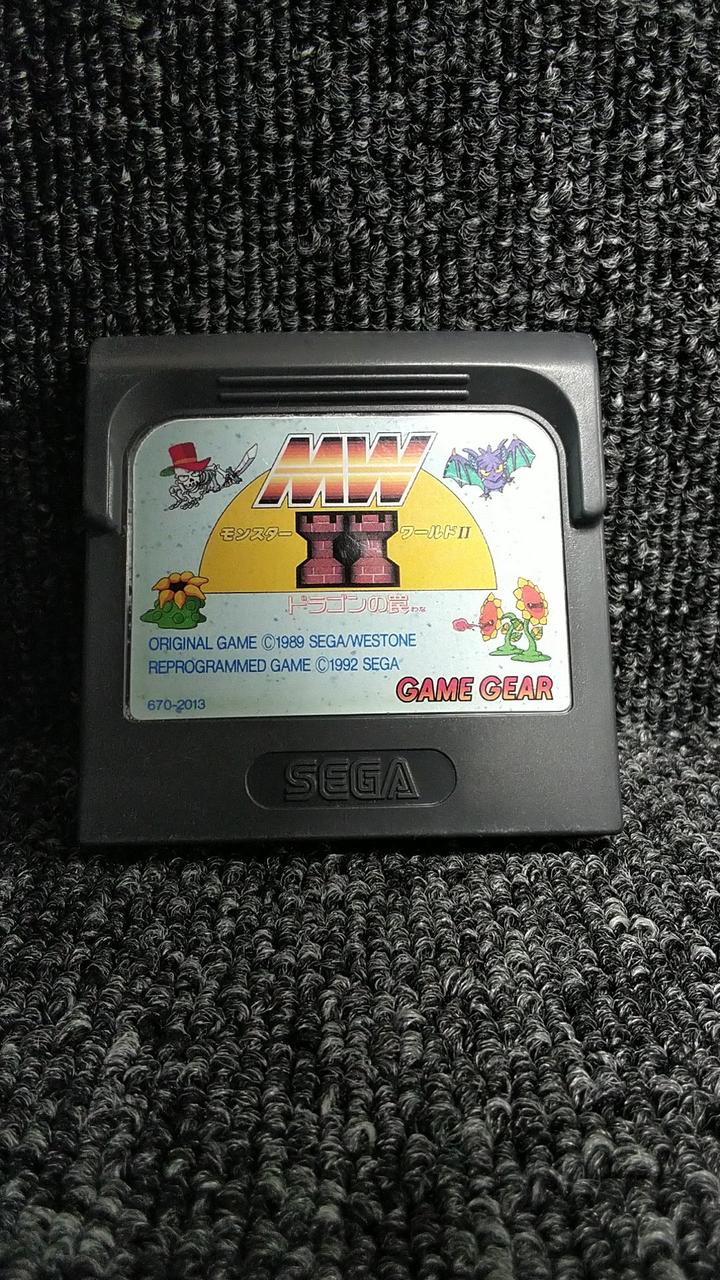 MW
モンスター ワールドII
II
ドラゴンの罠わな
ORIGINAL GAME ©1989 SEGA/WESTONE
REPROGRAMMED GAME ©1992 SEGA
GAME GEAR
670-2013
SEGA